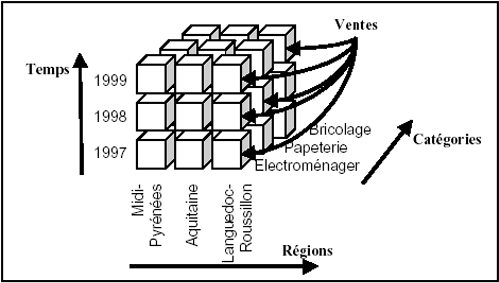 Ventes
Temps
1999
1998
1997
Bricolage
Papeterie
Electroménager
Catégories
Midi-
Pyrénées
Aquitaine
Languedoc-
Roussillon
Régions